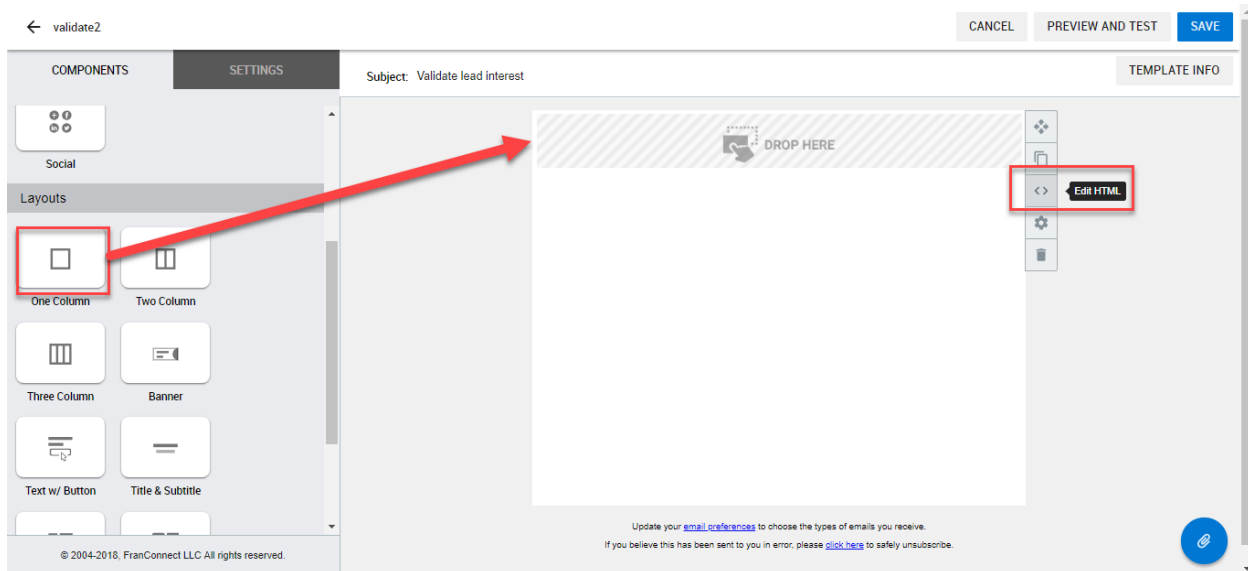 validate2
CANCEL
PREVIEW AND TEST
SAVE
COMPONENTS
SETTINGS
Subject: Validate lead interest
TEMPLATE INFO
Social
DROP HERE
Layouts
Edit HTML
One Column
Two Column
Three Column
Banner
Text w/ Button
Title & Subtitle
Update your email preferences to choose the types of emails you receive.
If you believe this has been sent to you in error, please click here to safely unsubscribe.
© 2004-2018, FranConnect LLC All rights reserved.